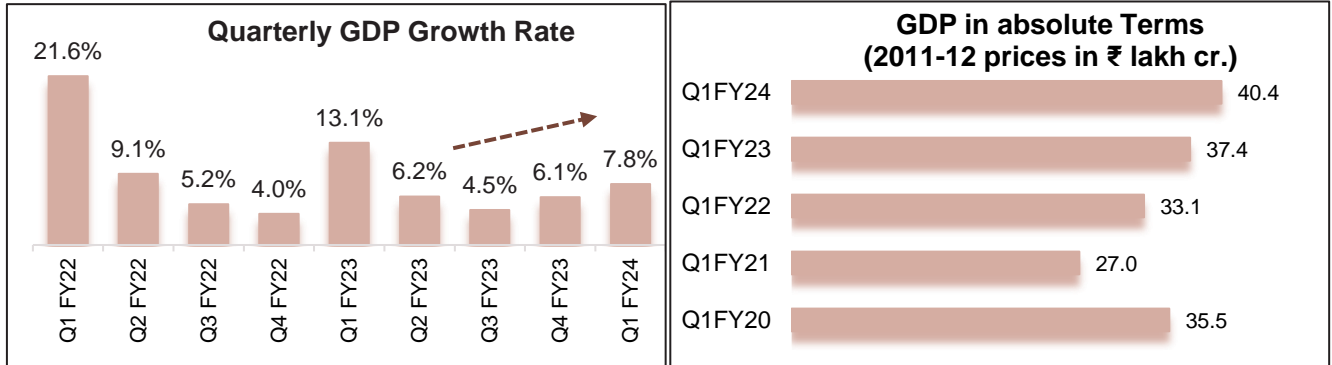 Quarterly GDP Growth Rate
21.6%
9.1%
5.2%
4.0%
13.1%
6.2%
4.5%
6.1%
7.8%
Q1 FY22
Q2 FY22
Q3 FY22
Q4 FY22
Q1 FY23
Q2 FY23
Q3 FY23
Q4 FY23
Q1 FY24
GDP in absolute Terms
(2011-12 prices in ₹ lakh cr.)
Q1FY24 40.4
Q1FY23 37.4
Q1FY22 33.1
Q1FY21 27.0
Q1FY20 35.5